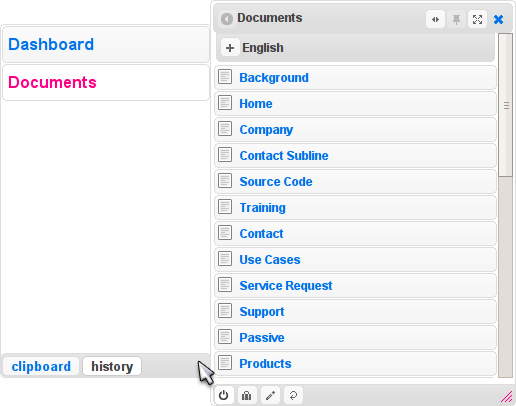 Dashboard
Documents
clipboard
history
Documents
English
Background
Home
Company
Contact Subline
Source Code
Training
Contact
Use Cases
Service Request
Support
Passive
Products